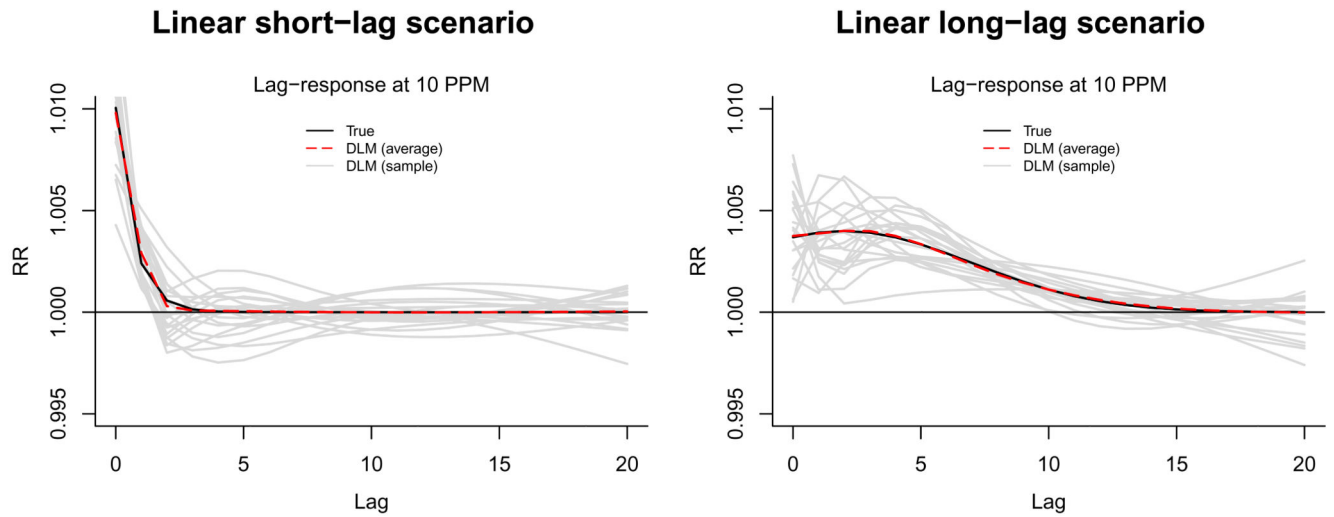 Linear short−lag scenario
Lag−response at 10 PPM
True
DLM (average)
DLM (sample)
RR
1.010
1.005
1.000
0.995
0 5 10 15 20
Lag
Linear long−lag scenario
Lag−response at 10 PPM
True
DLM (average)
DLM (sample)
RR
1.010
1.005
1.000
0.995
0 5 10 15 20
Lag